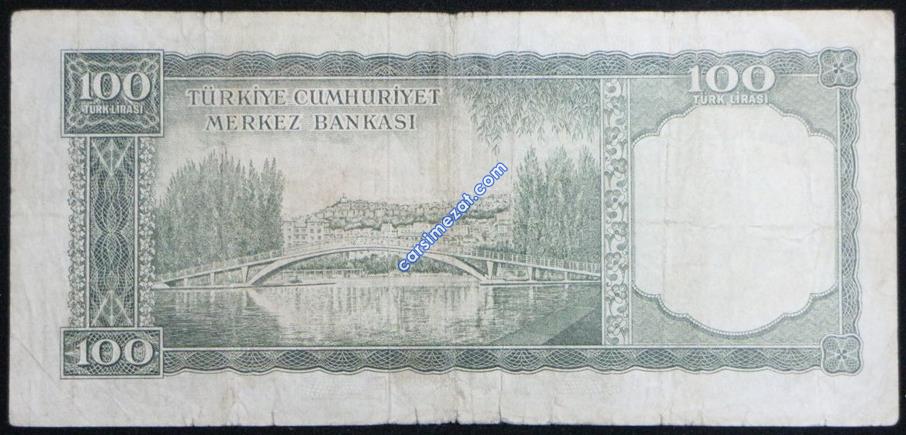 100
TÜRK LİRASI
TÜRKİYE CUMHURİYET
MERKEZ BANKASI
100
TÜRK LİRASI
carsimezat.com
100